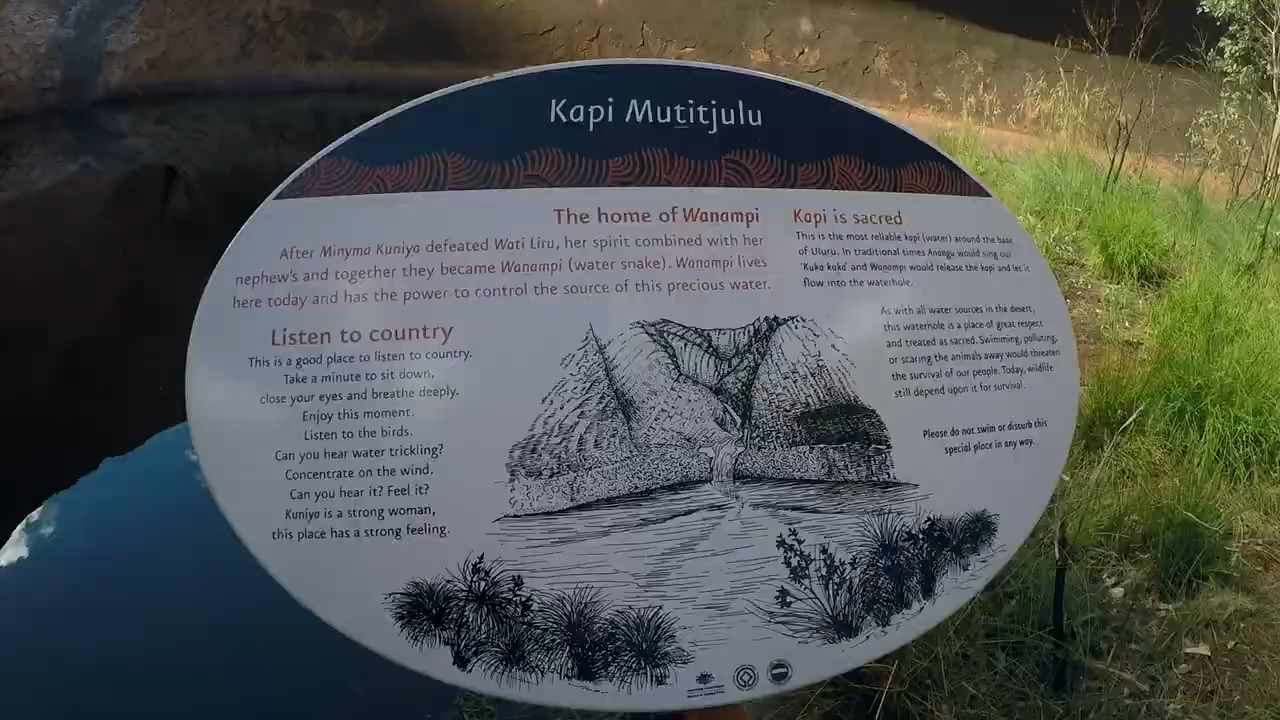 Kapi Muṯitjulu
The home of Wanampi
After Minyma Kuniya defeated Wati Liru, her spirit combined with her
nephew's and together they became Wanampi (water snake). Wanampi lives
here today and has the power to control the source of this precious water.
Kapi is sacred
This is the most reliable kapi (water) around the base
of Uluru. In traditional times Anangu would sing out
'Kuka kuka' and Wanampi would release the kapi and let it
flow into the waterhole.
As with all water sources in the desert,
this waterhole is a place of great respect
and treated as sacred. Swimming, polluting,
or scaring the animals away would threaten
the survival of our people. Today, wildlife
still depend upon it for survival.
Please do not swim or disturb this
special place in any way.
Listen to country
This is a good place to listen to country.
Take a minute to sit down,
close your eyes and breathe deeply.
Enjoy this moment.
Listen to the birds.
Can you hear water trickling?
Concentrate on the wind,
Can you hear it? Feel it?
Kuniya is a strong woman,
this place has a strong feeling.